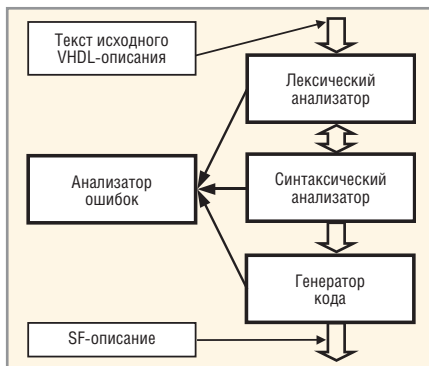 Текст исходного
VHDL-описания
Лексический
анализатор
Анализатор
ошибок
Синтаксический
анализатор
Генератор
кода
SF-описание